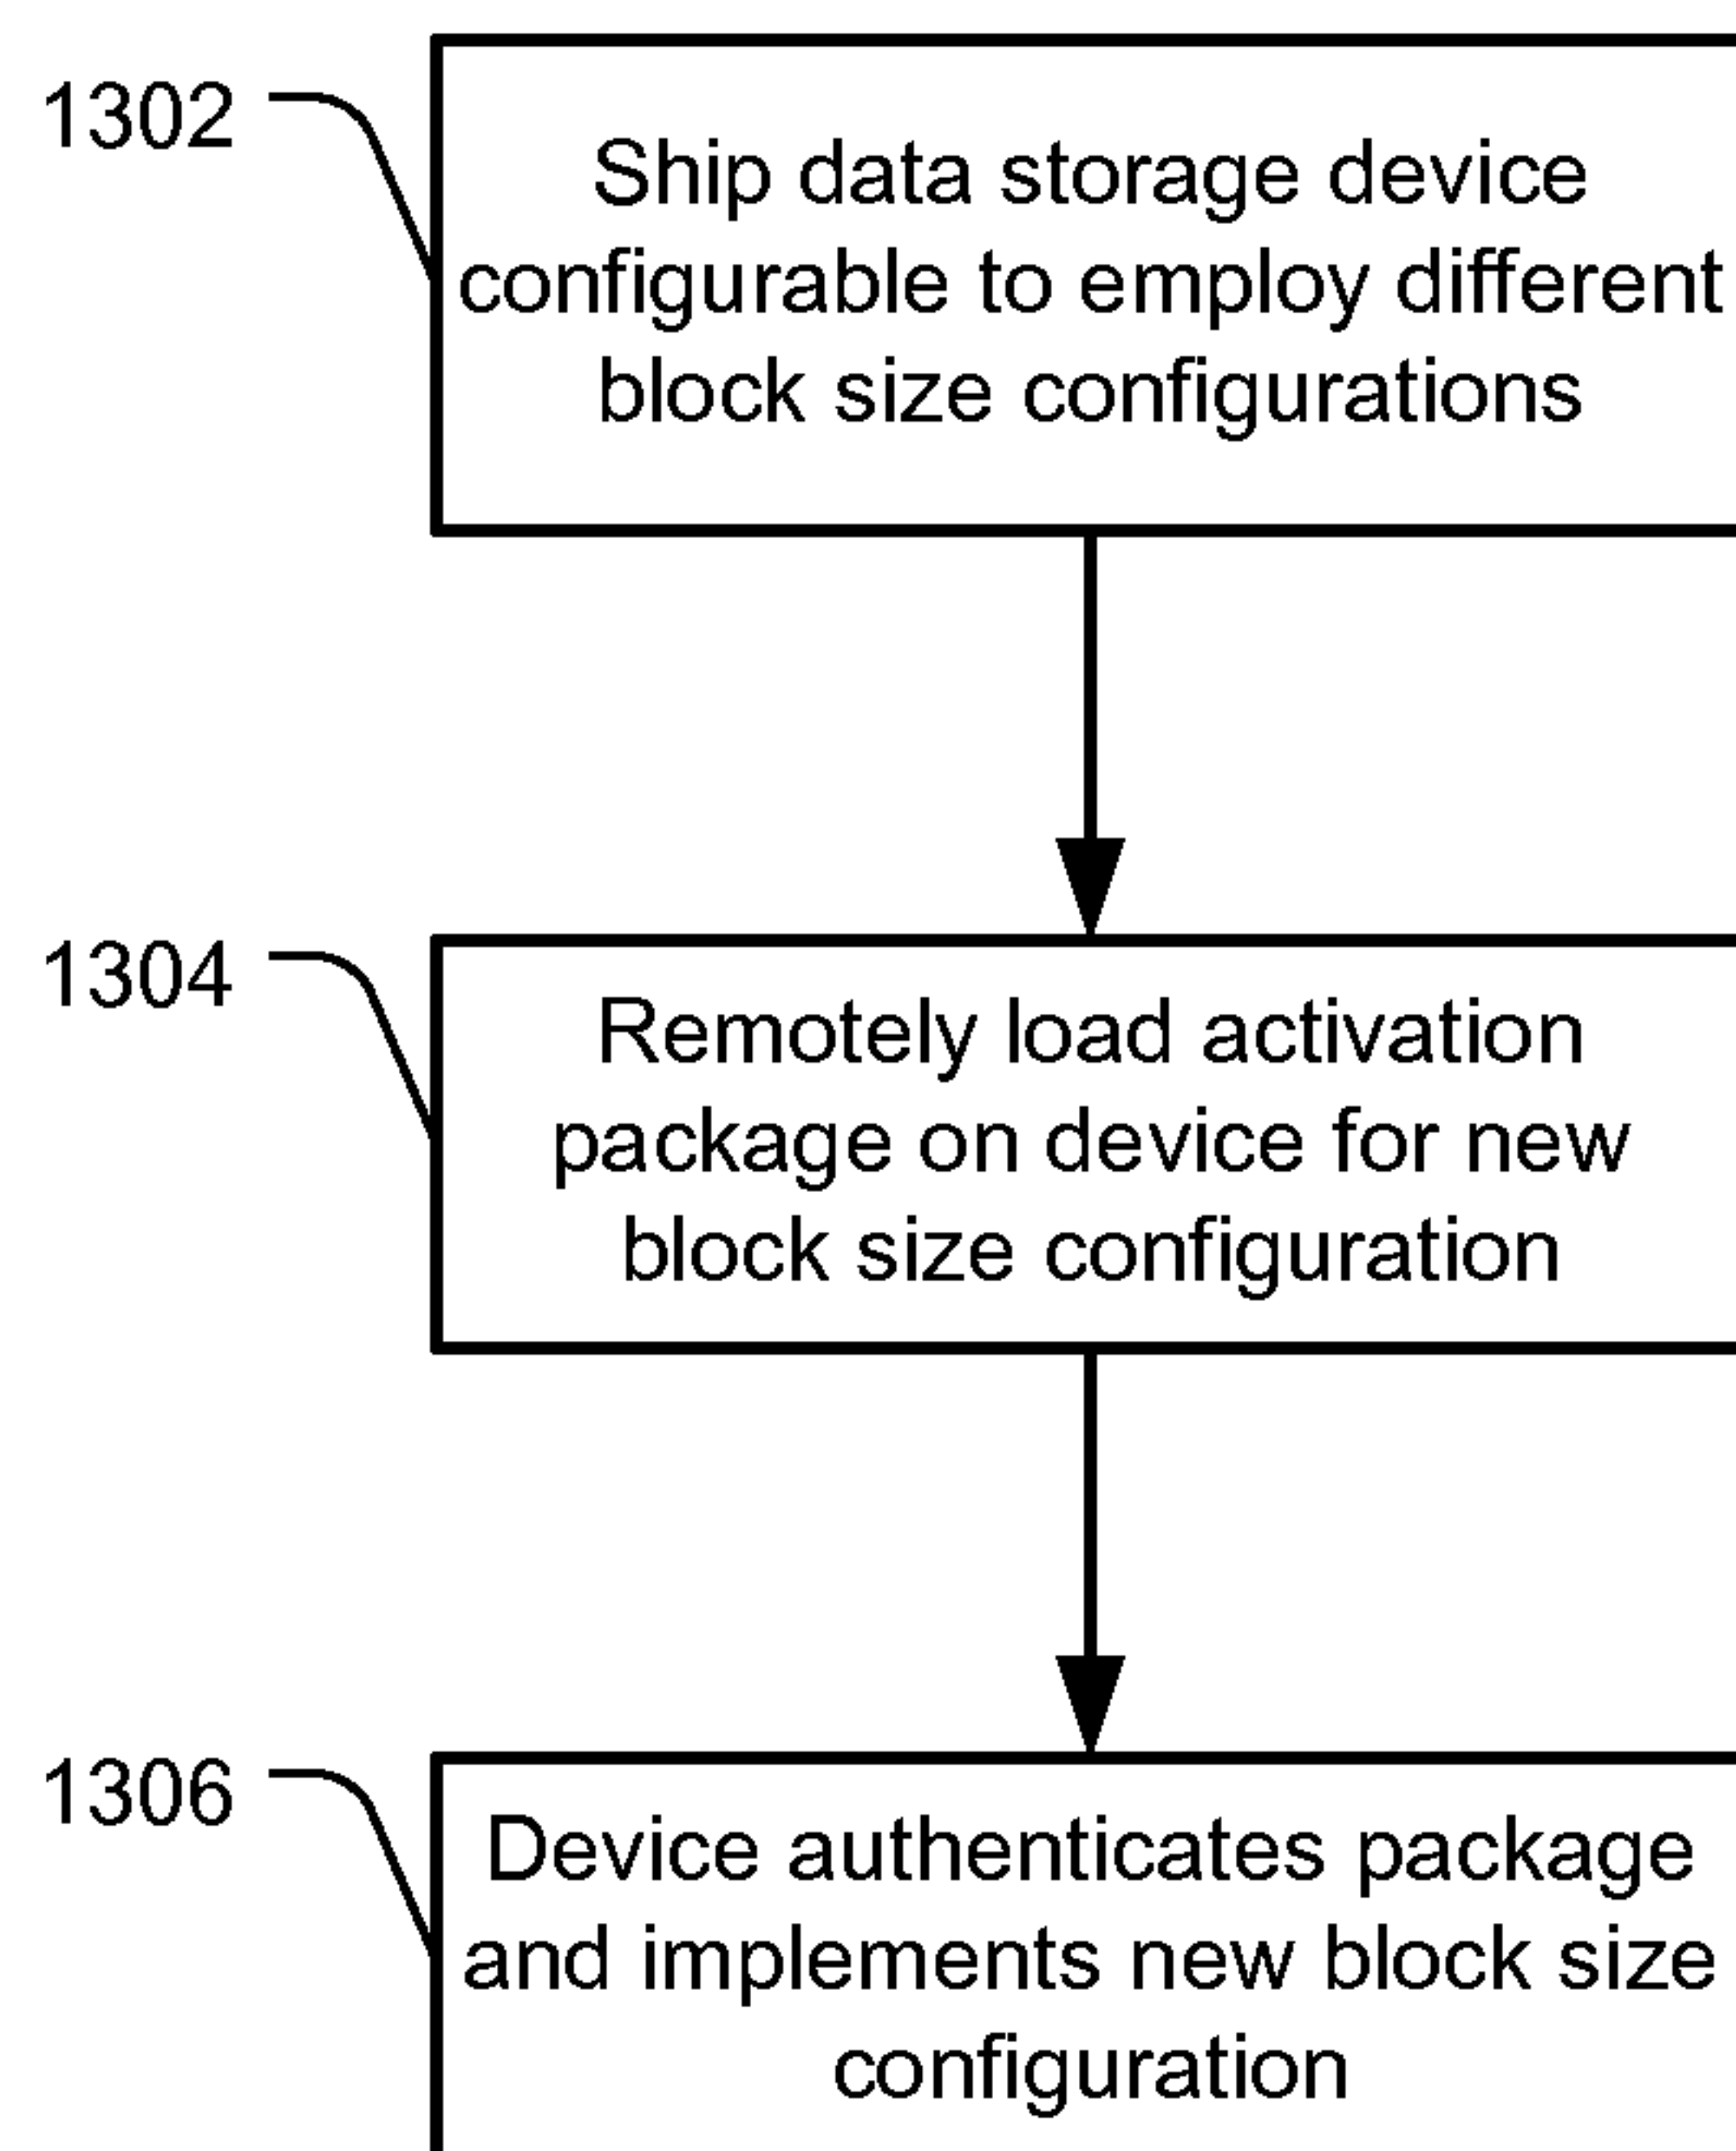 1302
Ship data storage device
configurable to employ different
block size configurations
1304
Remotely load activation
package on device for new
block size configuration
1306
Device authenticates package
and implements new block size
configuration